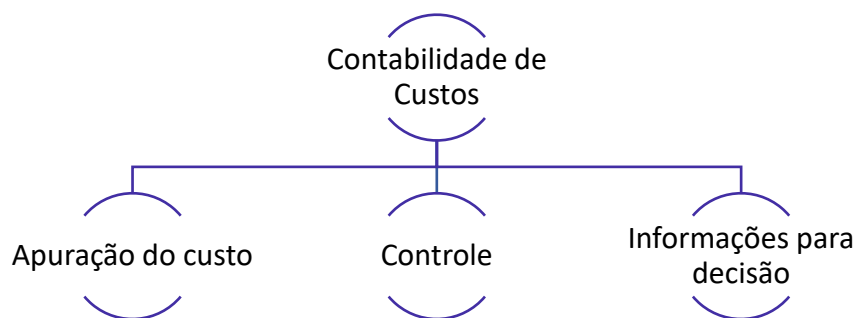 Contabilidade de
Custos
Apuração do custo
Controle
Informações para
decisão